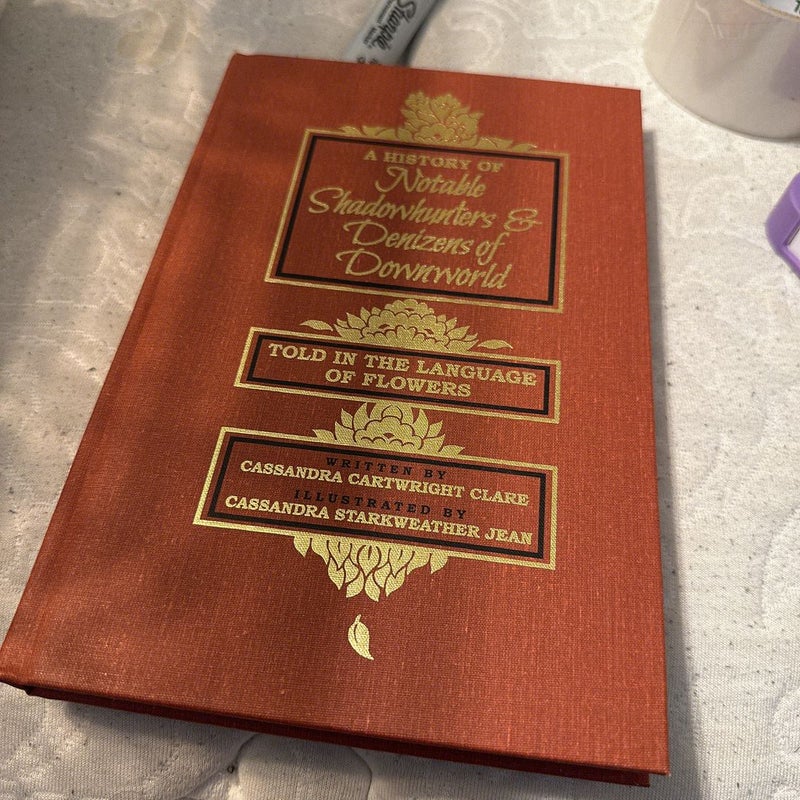 Sharpie
A HISTORY OF
Notable
Shadowhunters &
Denizens of
Downworld
TOLD IN THE LANGUAGE
OF FLOWERS
WRITTEN BY
CASSANDRA CARTWRIGHT CLARE
ILLUSTRATED BY
CASSANDRA STARKWEATHER JEAN